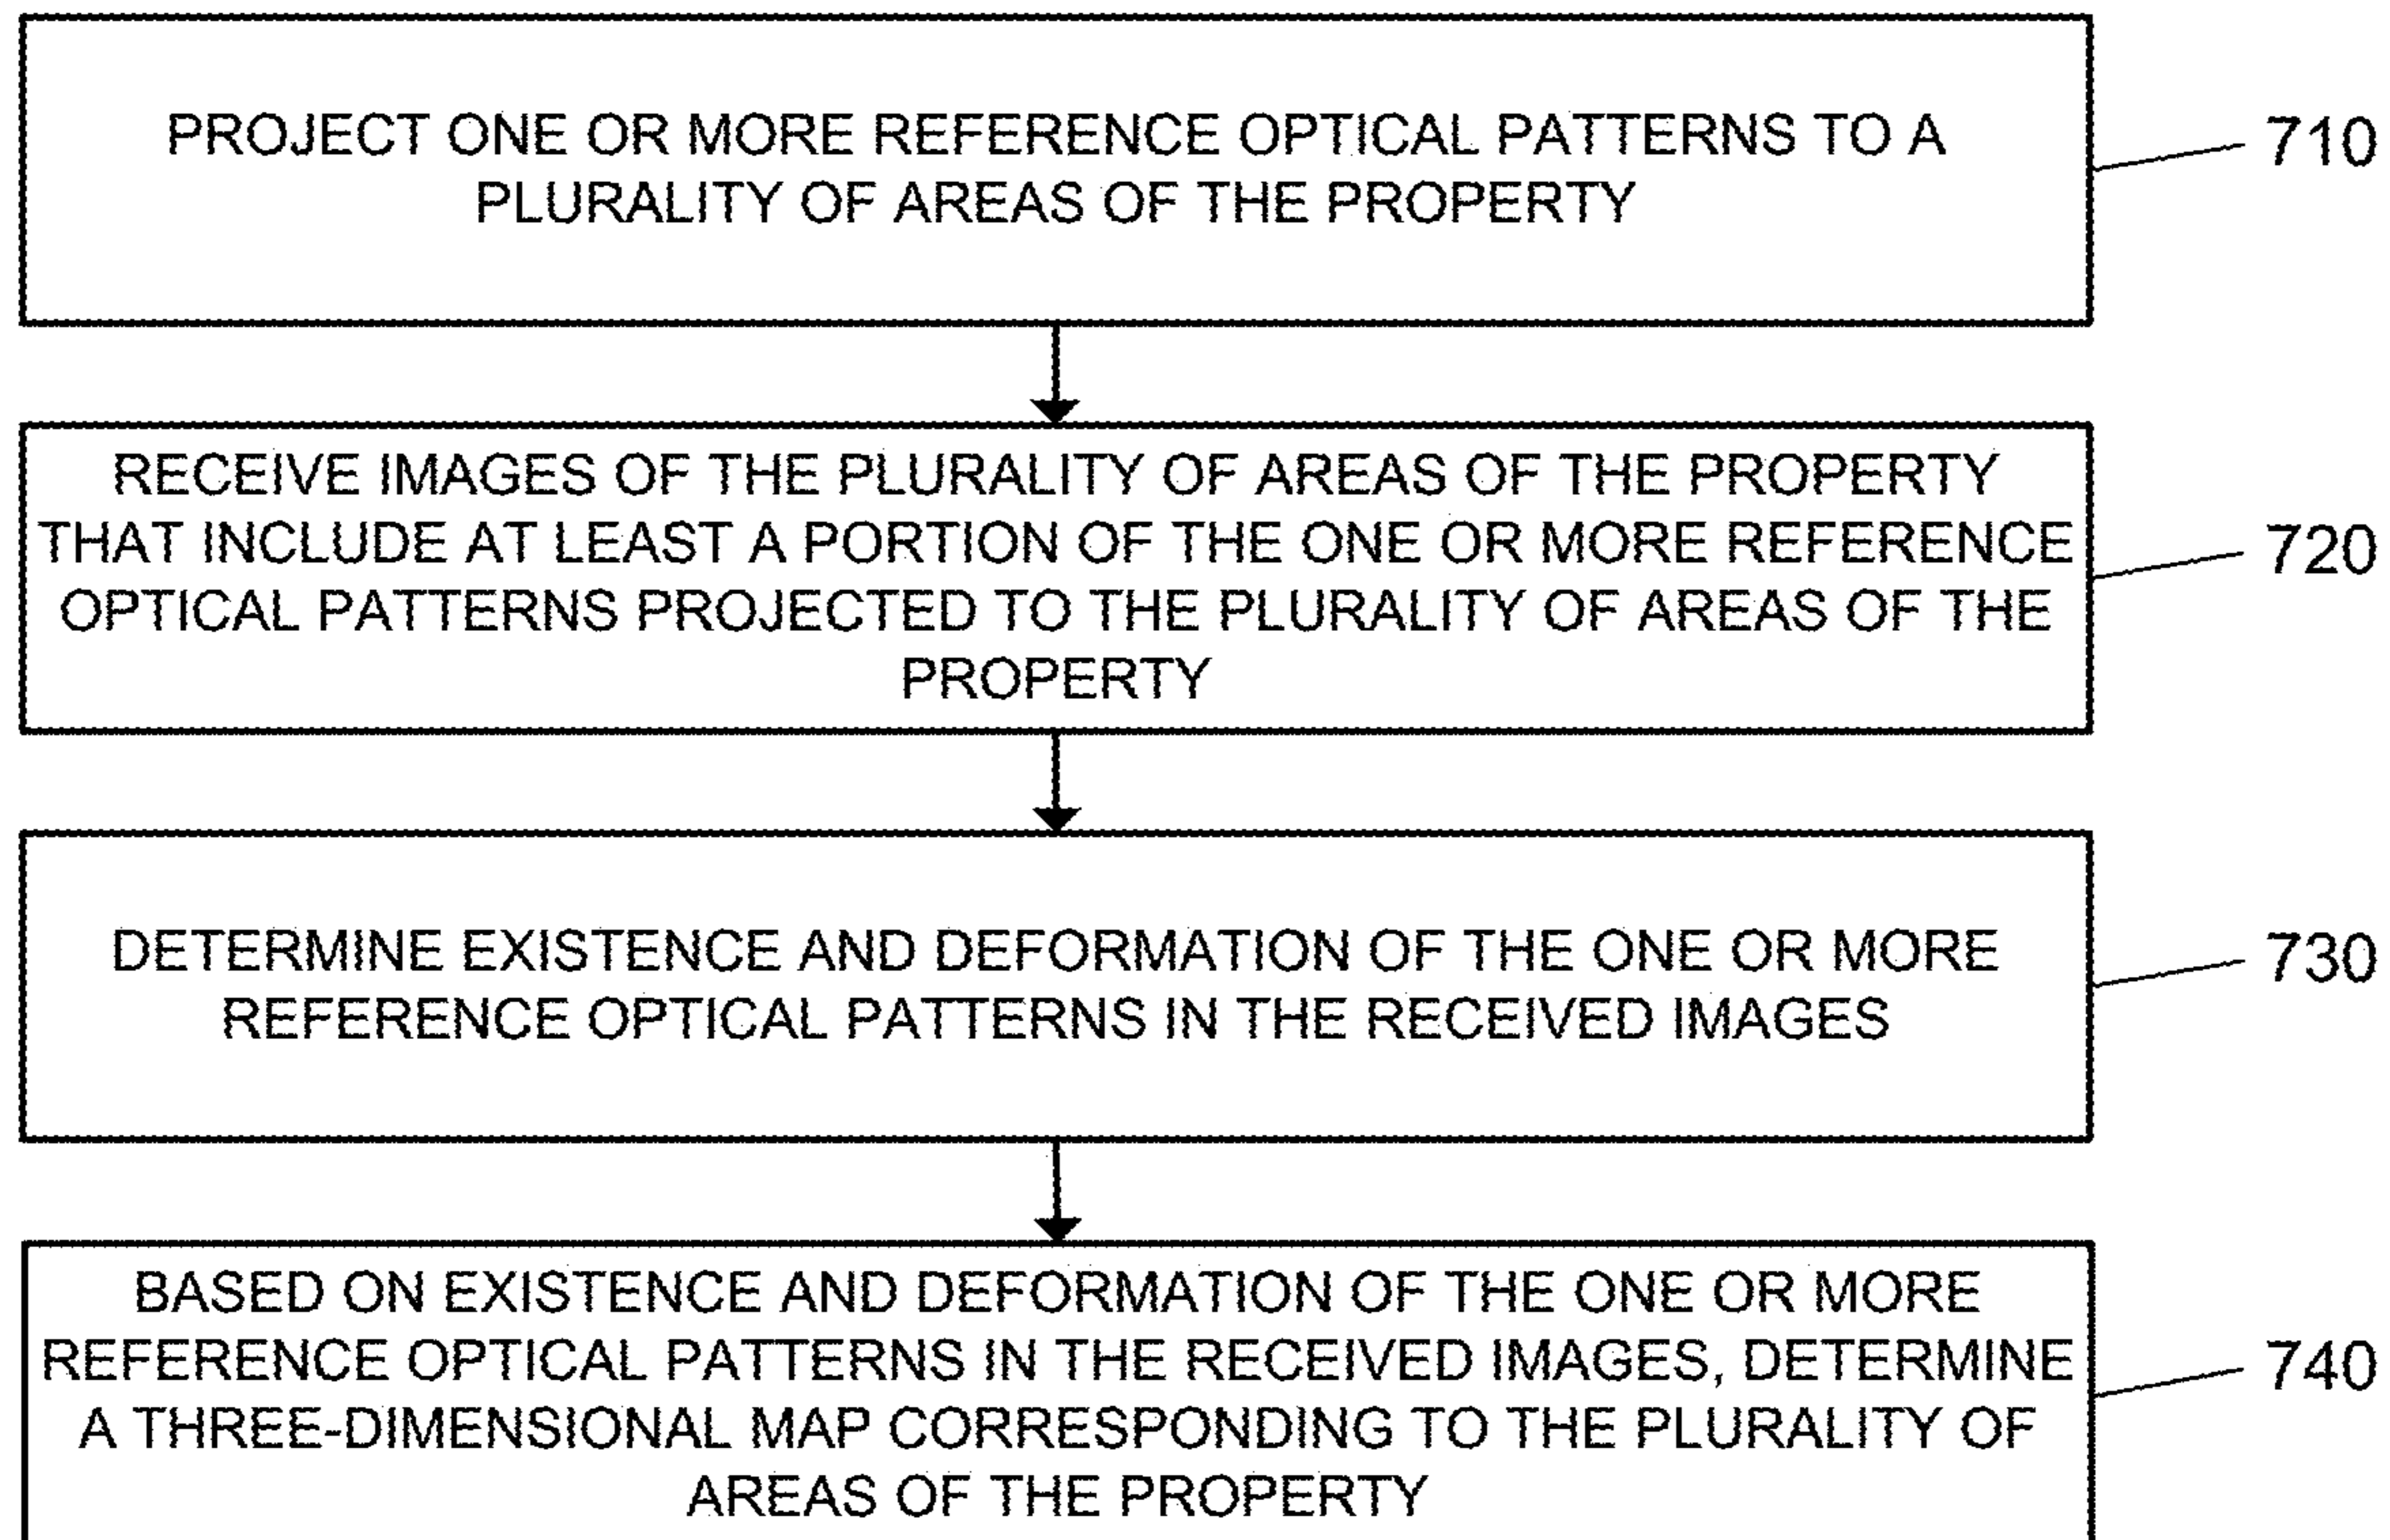 PROJECT ONE OR MORE REFERENCE OPTICAL PATTERNS TO A
PLURALITY OF AREAS OF THE PROPERTY
710
RECEIVE IMAGES OF THE PLURALITY OF AREAS OF THE PROPERTY
THAT INCLUDE AT LEAST A PORTION OF THE ONE OR MORE REFERENCE
OPTICAL PATTERNS PROJECTED TO THE PLURALITY OF AREAS OF THE
PROPERTY
720
DETERMINE EXISTENCE AND DEFORMATION OF THE ONE OR MORE
REFERENCE OPTICAL PATTERNS IN THE RECEIVED IMAGES
730
BASED ON EXISTENCE AND DEFORMATION OF THE ONE OR MORE
REFERENCE OPTICAL PATTERNS IN THE RECEIVED IMAGES, DETERMINE
A THREE-DIMENSIONAL MAP CORRESPONDING TO THE PLURALITY OF
AREAS OF THE PROPERTY
740